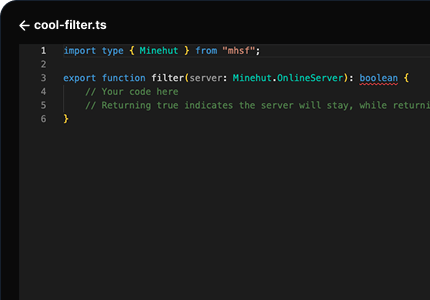 ← cool-filter.ts
1 import type { Minehut } from "mhsf";
2
3 export function filter(server: Minehut.OnlineServer): boolean {
4 // Your code here
5 // Returning true indicates the server will stay, while returni
6 }